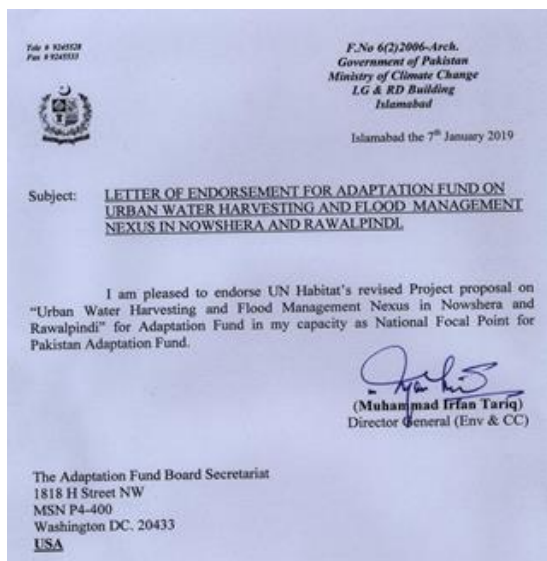 Tele # 9245528
Fax # 9245533
F.No 6(2)2006-Arch.
Government of Pakistan
Ministry of Climate Change
LG & RD Building
Islamabad
Islamabad the 7th January 2019
Subject: LETTER OF ENDORSEMENT FOR ADAPTATION FUND ON
URBAN WATER HARVESTING AND FLOOD MANAGEMENT
NEXUS IN NOWSHERA AND RAWALPINDI.
I am pleased to endorse UN Habitat's revised Project proposal on
"Urban Water Harvesting and Flood Management Nexus in Nowshera and
Rawalpindi" for Adaptation Fund in my capacity as National Focal Point for
Pakistan Adaptation Fund.
(Muhammad Irfan Tariq)
Director General (Env & CC)
The Adaptation Fund Board Secretariat
1818 H Street NW
MSN P4-400
Washington DC. 20433
USA